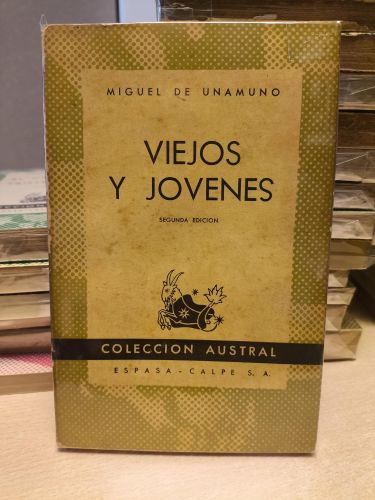 MIGUEL DE UNAMUNO
VIEJOS
Y JOVENES
SEGUNDA EDICION
COLECCION AUSTRAL
ESPASA - CALPE S. A.